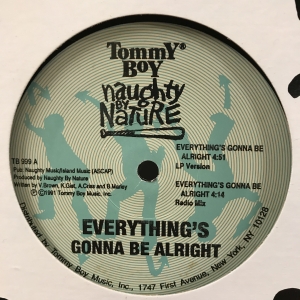 TOMMY® BOY
naughty BY NATURE
TB 999 A
Pub: Naughty Music/Island Music (ASCAP)
Produced by Naughty By Nature
Written by V.Brown, K.Gist, A.Criss and B.Marley
℗©1991 Tommy Boy Music, Inc.
EVERYTHING'S GONNA BE
ALRIGHT 4:51
LP Version
EVERYTHING'S GONNA BE
ALRIGHT 4:14
Radio Mix
EVERYTHING'S
GONNA BE ALRIGHT
Distributed by Tommy Boy Music, Inc., 1747 First Avenue, New York, NY 10128